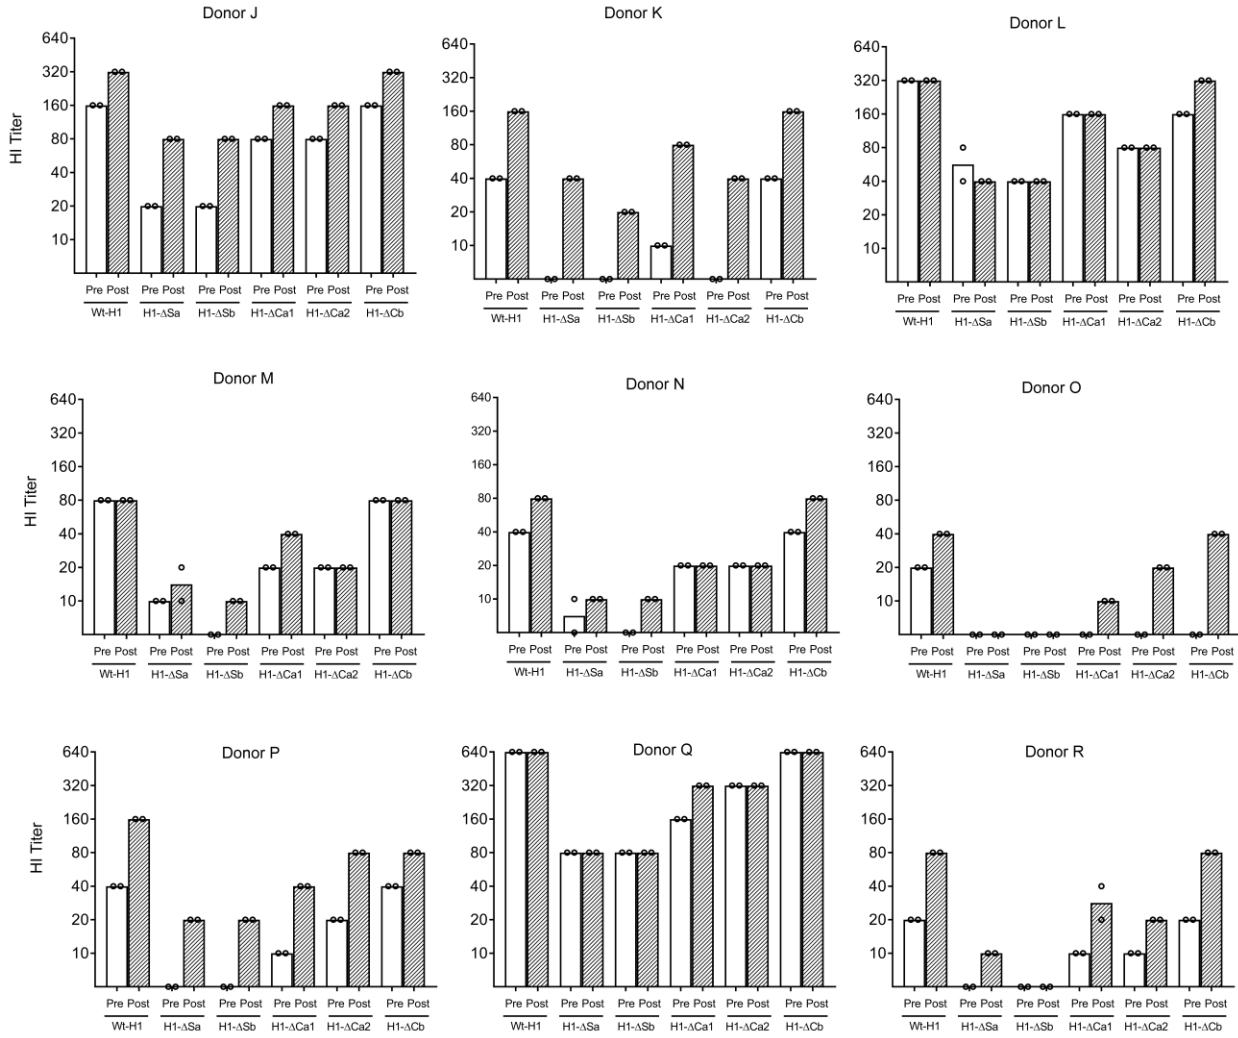 Donor J
640
320
160
80
40
20
10
HI Titer
Pre Post Pre Post Pre Post Pre Post Pre Post Pre Post
Wt-H1 H1-ΔSa H1-ΔSb H1-ΔCa1 H1-ΔCa2 H1-ΔCb
Donor K
640
320
160
80
40
20
10
Pre Post Pre Post Pre Post Pre Post Pre Post Pre Post
Wt-H1 H1-ΔSa H1-ΔSb H1-ΔCa1 H1-ΔCa2 H1-ΔCb
Donor L
640
320
160
80
40
20
10
Pre Post Pre Post Pre Post Pre Post Pre Post Pre Post
Wt-H1 H1-ΔSa H1-ΔSb H1-ΔCa1 H1-ΔCa2 H1-ΔCb
Donor M
640
320
160
80
40
20
10
HI Titer
Pre Post Pre Post Pre Post Pre Post Pre Post Pre Post
Wt-H1 H1-ΔSa H1-ΔSb H1-ΔCa1 H1-ΔCa2 H1-ΔCb
Donor N
640
320
160
80
40
20
10
Pre Post Pre Post Pre Post Pre Post Pre Post Pre Post
Wt-H1 H1-ΔSa H1-ΔSb H1-ΔCa1 H1-ΔCa2 H1-ΔCb
Donor O
640
320
160
80
40
20
10
Pre Post Pre Post Pre Post Pre Post Pre Post Pre Post
Wt-H1 H1-ΔSa H1-ΔSb H1-ΔCa1 H1-ΔCa2 H1-ΔCb
Donor P
640
320
160
80
40
20
10
HI Titer
Pre Post Pre Post Pre Post Pre Post Pre Post Pre Post
Wt-H1 H1-ΔSa H1-ΔSb H1-ΔCa1 H1-ΔCa2 H1-ΔCb
Donor Q
640
320
160
80
40
20
10
Pre Post Pre Post Pre Post Pre Post Pre Post Pre Post
Wt-H1 H1-ΔSa H1-ΔSb H1-ΔCa1 H1-ΔCa2 H1-ΔCb
Donor R
640
320
160
80
40
20
10
Pre Post Pre Post Pre Post Pre Post Pre Post Pre Post
Wt-H1 H1-ΔSa H1-ΔSb H1-ΔCa1 H1-ΔCa2 H1-ΔCb